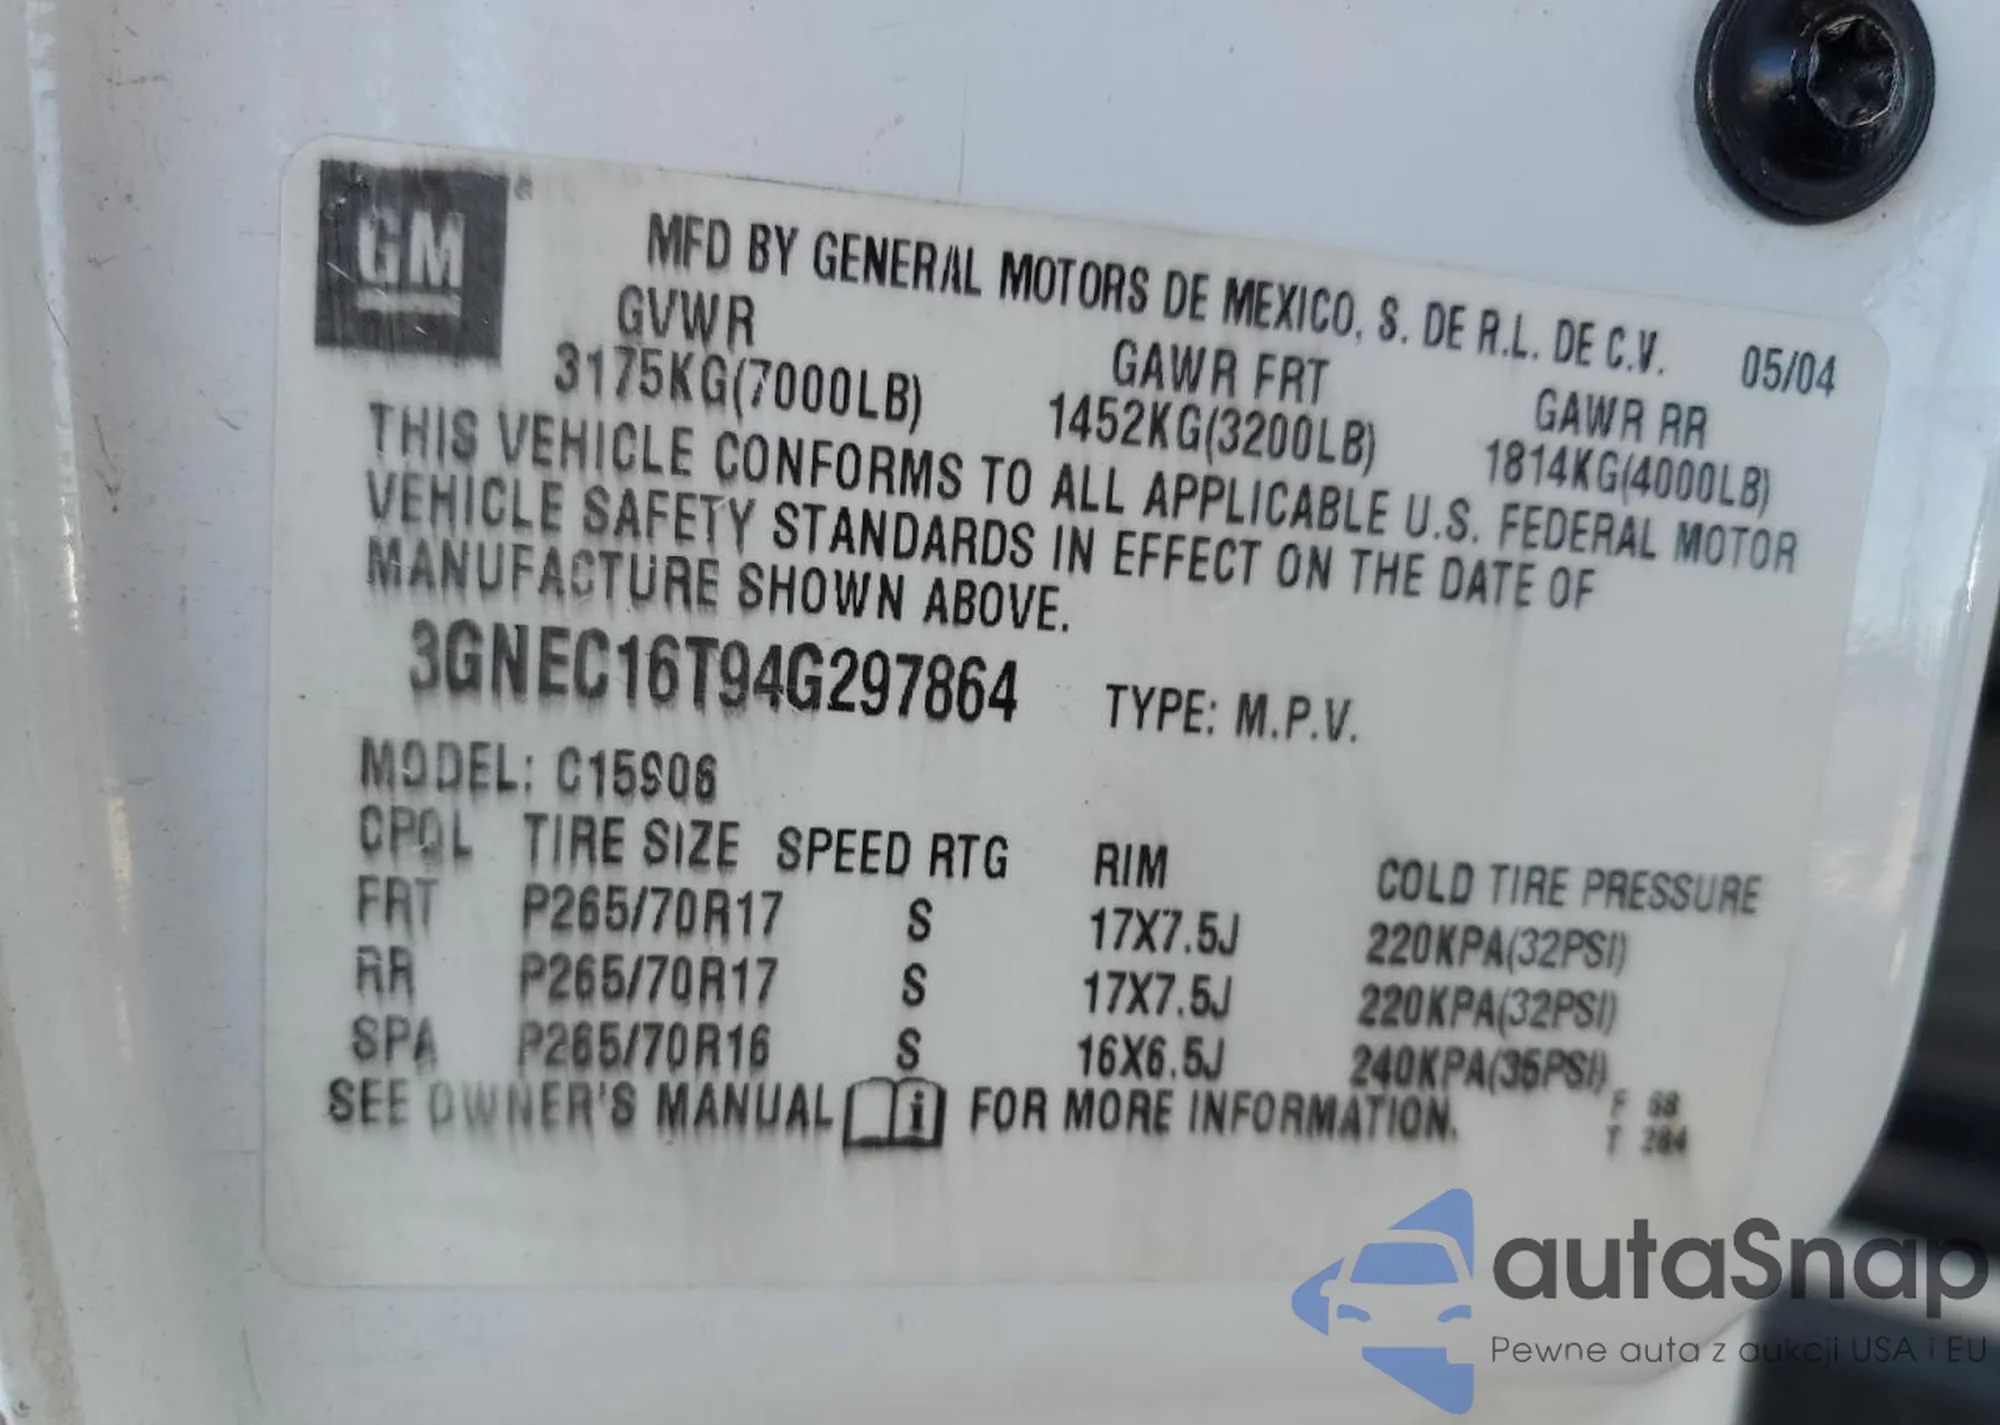 GM
MFD BY GENERAL MOTORS DE MEXICO, S. DE R.L. DE C.V. 05/04
GVWR GAWR FRT GAWR RR
3175KG(7000LB) 1452KG(3200LB) 1814KG(4000LB)
THIS VEHICLE CONFORMS TO ALL APPLICABLE U.S. FEDERAL MOTOR
VEHICLE SAFETY STANDARDS IN EFFECT ON THE DATE OF
MANUFACTURE SHOWN ABOVE.
3GNEC16T94G297864 TYPE: M.P.V.
MODEL: C15906
CPOL TIRE SIZE SPEED RTG RIM COLD TIRE PRESSURE
FRT P265/70R17 S 17X7.5J 220KPA(32PSI)
RR P265/70R17 S 17X7.5J 220KPA(32PSI)
SPA P265/70R16 S 16X6.5J 240KPA(35PSI)
SEE OWNER'S MANUAL i FOR MORE INFORMATION.
F 68
T 284
autaSnap
Pewne auta z aukcji USA i EU